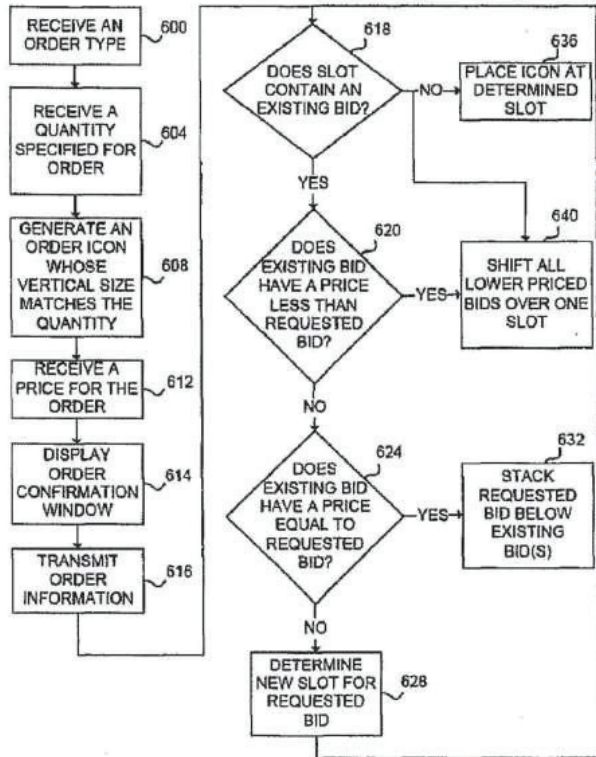 RECEIVE AN
ORDER TYPE
600
RECEIVE A
QUANTITY
SPECIFIED FOR
ORDER
604
GENERATE AN
ORDER ICON
WHOSE
VERTICAL SIZE
MATCHES THE
QUANTITY
608
RECEIVE A
PRICE FOR THE
ORDER
612
DISPLAY
ORDER
CONFIRMATION
WINDOW
614
TRANSMIT
ORDER
INFORMATION
616
618
DOES SLOT
CONTAIN AN
EXISTING BID?
NO
636
PLACE ICON AT
DETERMINED
SLOT
YES
620
DOES
EXISTING BID
HAVE A PRICE
LESS THAN
REQUESTED
BID?
YES
640
SHIFT ALL
LOWER PRICED
BIDS OVER ONE
SLOT
NO
624
DOES
EXISTING BID
HAVE A PRICE
EQUAL TO
REQUESTED
BID?
YES
632
STACK
REQUESTED
BID BELOW
EXISTING
BID(S)
NO
DETERMINE
NEW SLOT FOR
REQUESTED
BID
628